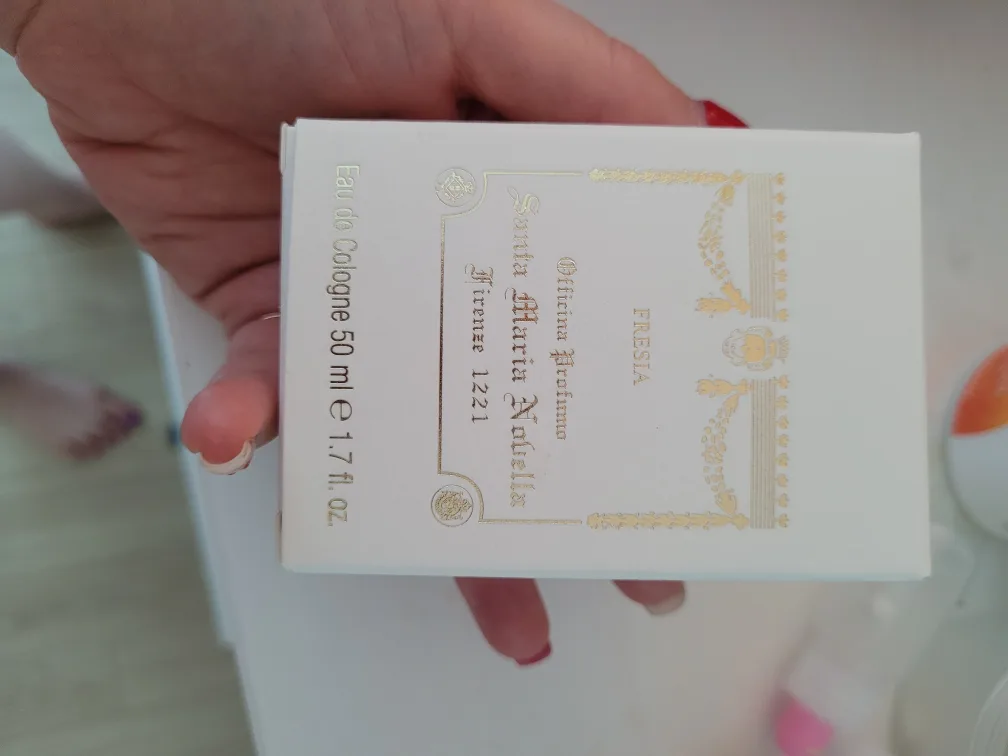 FRESIA
Officina Profumo
Santa Maria Novella
Firenze 1221
Eau de Cologne 50 ml e 1.7 fl. oz.